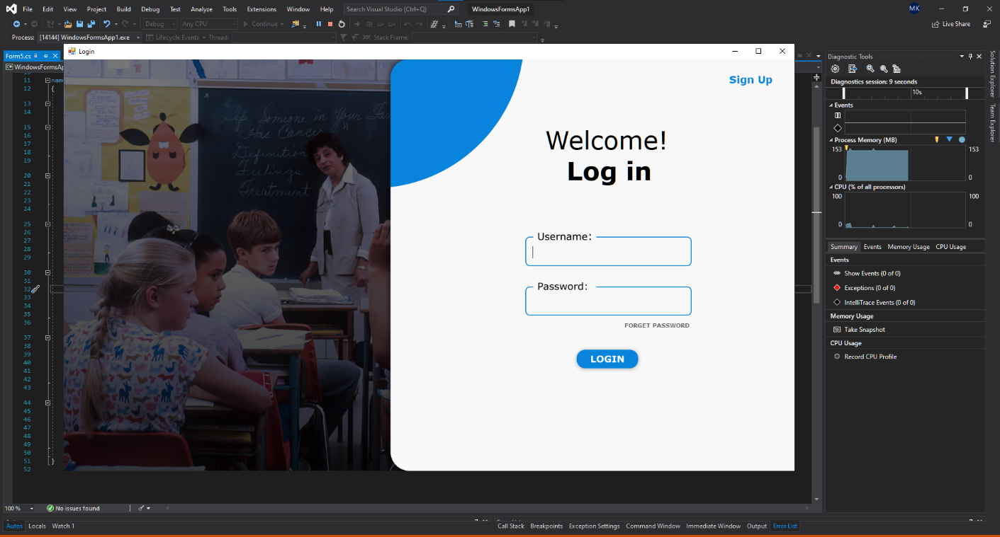 File Edit View Project Build Debug Test Analyze Tools Extensions Window Help Search Visual Studio (Ctrl+Q) WindowsFormsApp1 MK
Debug Any CPU Continue Live Share
Process: [14144] WindowsFormsApp1.exe Lifecycle Events Thread: Stack Frame:
Form5.cs
WindowsFormsAp
11 name
12 {
13
14
15
16
17
18
19
20
21
22
23
24
25
26
27
28
29
30
31
32
33
34
35
36
37
38
39
40
41
42
43
44
45
46
47
48
49
50
51 }
52
Login
"If Someone in Your Fam
Has Cancer"
Definition
Feelings
Treatment
Sign Up
Welcome!
Log in
Username:
Password:
FORGET PASSWORD
LOGIN
Diagnostic Tools
Diagnostics session: 9 seconds
10s
Events
Process Memory (MB)
153 153
0 0
CPU (% of all processors)
100 100
0 0
Summary Events Memory Usage CPU Usage
Events
Show Events (0 of 0)
Exceptions (0 of 0)
IntelliTrace Events (0 of 0)
Memory Usage
Take Snapshot
CPU Usage
Record CPU Profile
Solution Explorer
Team Explorer
100 % No issues found
Autos Locals Watch 1
Call Stack Breakpoints Exception Settings Command Window Immediate Window Output Error List